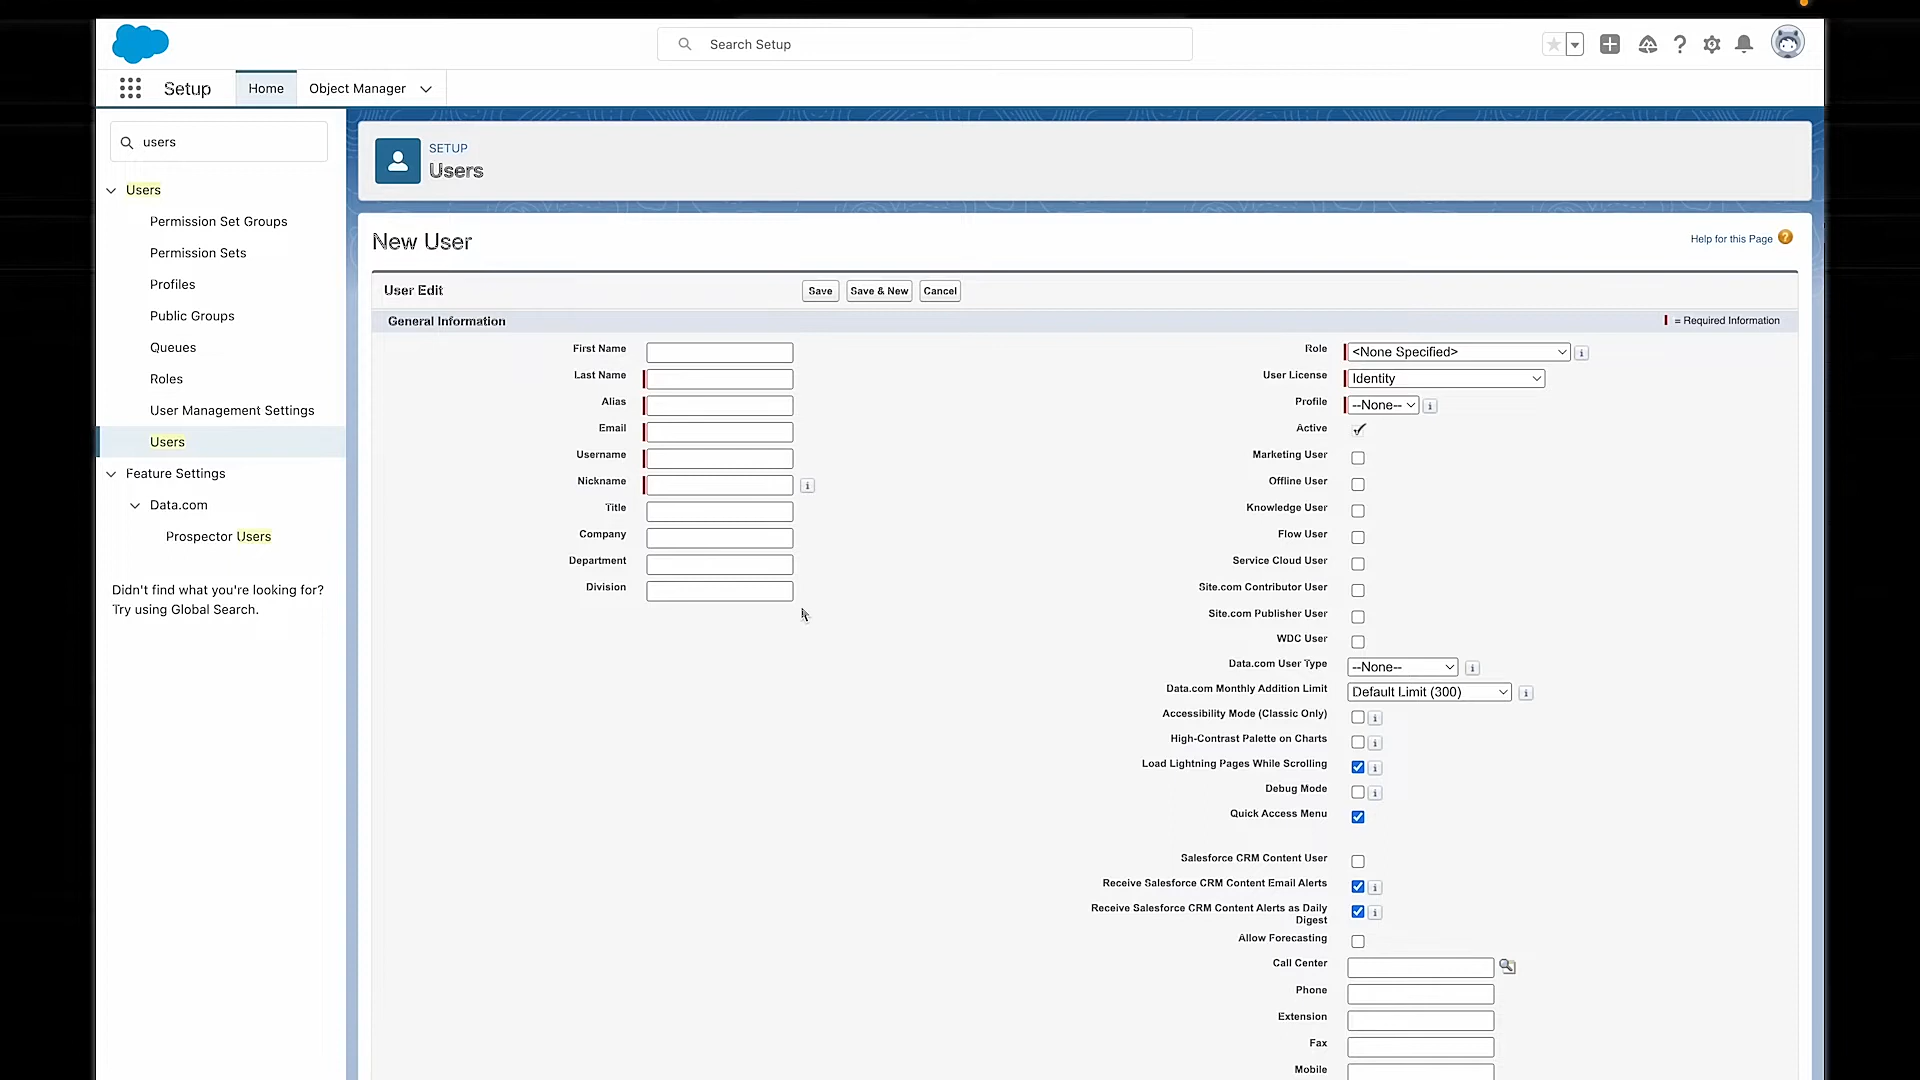 Search Setup
Setup
Home
Object Manager
users
Users
Permission Set Groups
Permission Sets
Profiles
Public Groups
Queues
Roles
User Management Settings
Users
Feature Settings
Data.com
Prospector Users
Didn't find what you're looking for?
Try using Global Search.
SETUP
Users
New User
Help for this Page
User Edit
Save
Save & New
Cancel
General Information
= Required Information
First Name
Last Name
Alias
Email
Username
Nickname
Title
Company
Department
Division
Role
<None Specified>
User License
Identity
Profile
--None--
Active
Marketing User
Offline User
Knowledge User
Flow User
Service Cloud User
Site.com Contributor User
Site.com Publisher User
WDC User
Data.com User Type
--None--
Data.com Monthly Addition Limit
Default Limit (300)
Accessibility Mode (Classic Only)
High-Contrast Palette on Charts
Load Lightning Pages While Scrolling
Debug Mode
Quick Access Menu
Salesforce CRM Content User
Receive Salesforce CRM Content Email Alerts
Receive Salesforce CRM Content Alerts as Daily
Digest
Allow Forecasting
Call Center
Phone
Extension
Fax
Mobile